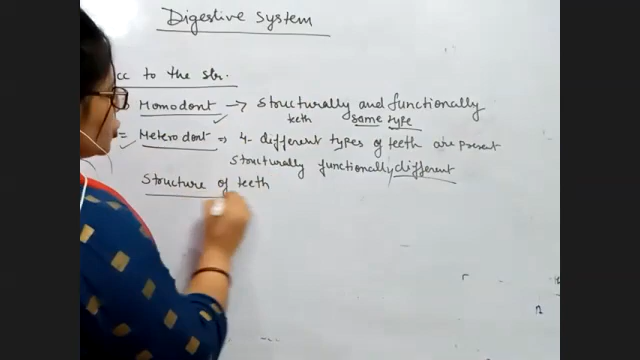 Digestive System
cc to the str.
Homodont → Structurally and functionally
teeth same type
Heterodont ⇒ 4- different types of teeth are present
Structurally functionally different
Structure of teeth